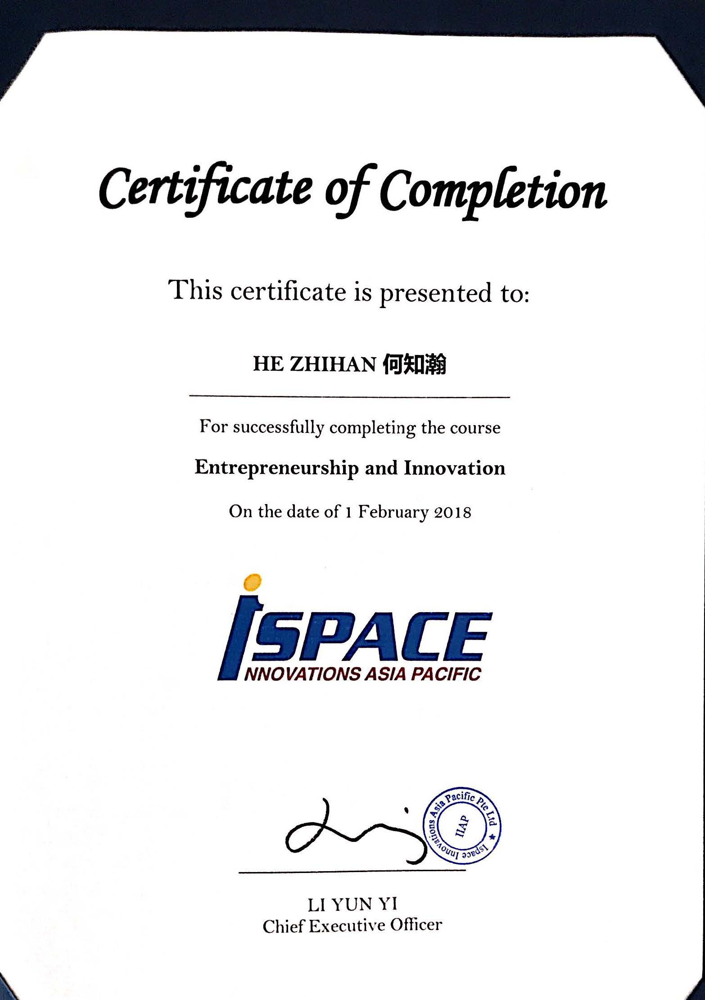 Certificate of Completion
This certificate is presented to:
HE ZHIHAN 何知瀚
For successfully completing the course
Entrepreneurship and Innovation
On the date of 1 February 2018
iSPACE
NNOVATIONS ASIA PACIFIC
Ispace Innovations Asia Pacific Pte Ltd ★
IIAP
LI YUN YI
Chief Executive Officer